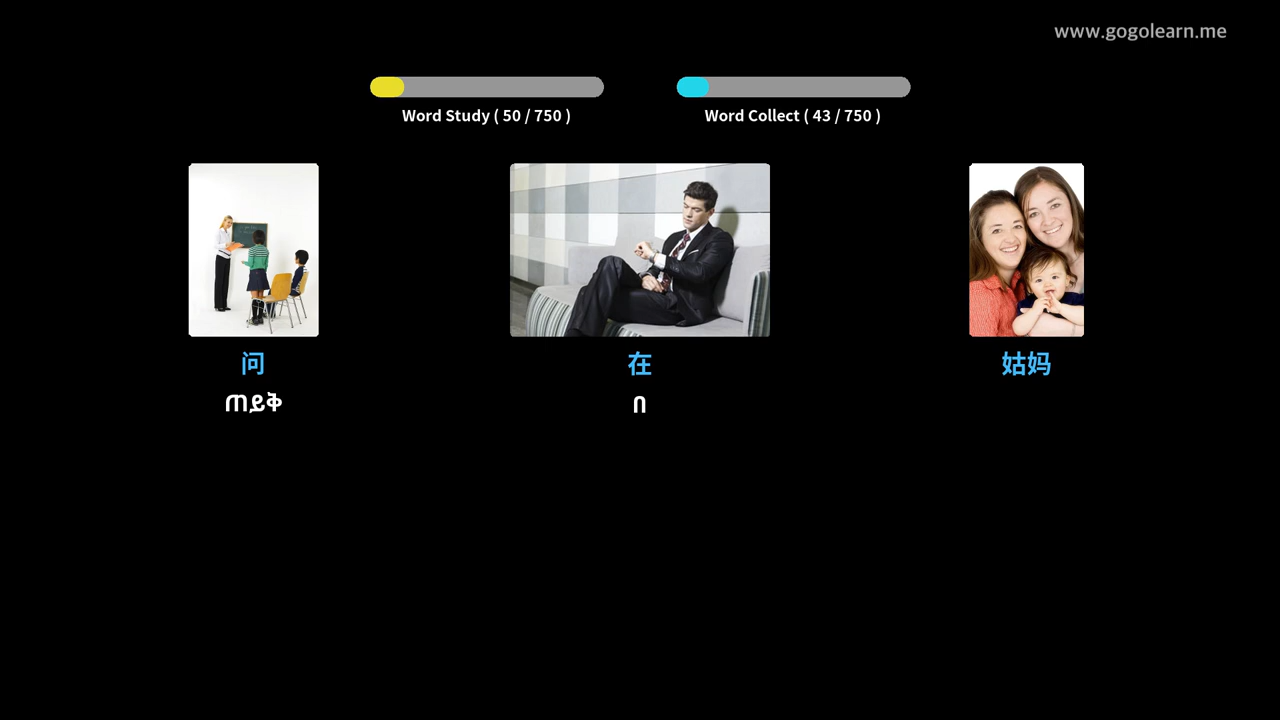 www.gogolearn.me
Word Study ( 50 / 750 )
Word Collect ( 43 / 750 )
问
在
姑妈
ጠይቅ
በ